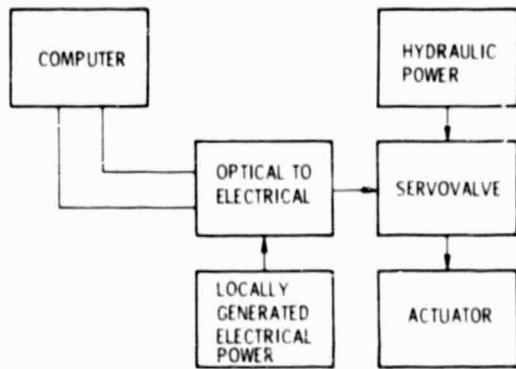 COMPUTER
HYDRAULIC
POWER
OPTICAL TO
ELECTRICAL
SERVOVALVE
LOCALLY
GENERATED
ELECTRICAL
POWER
ACTUATOR